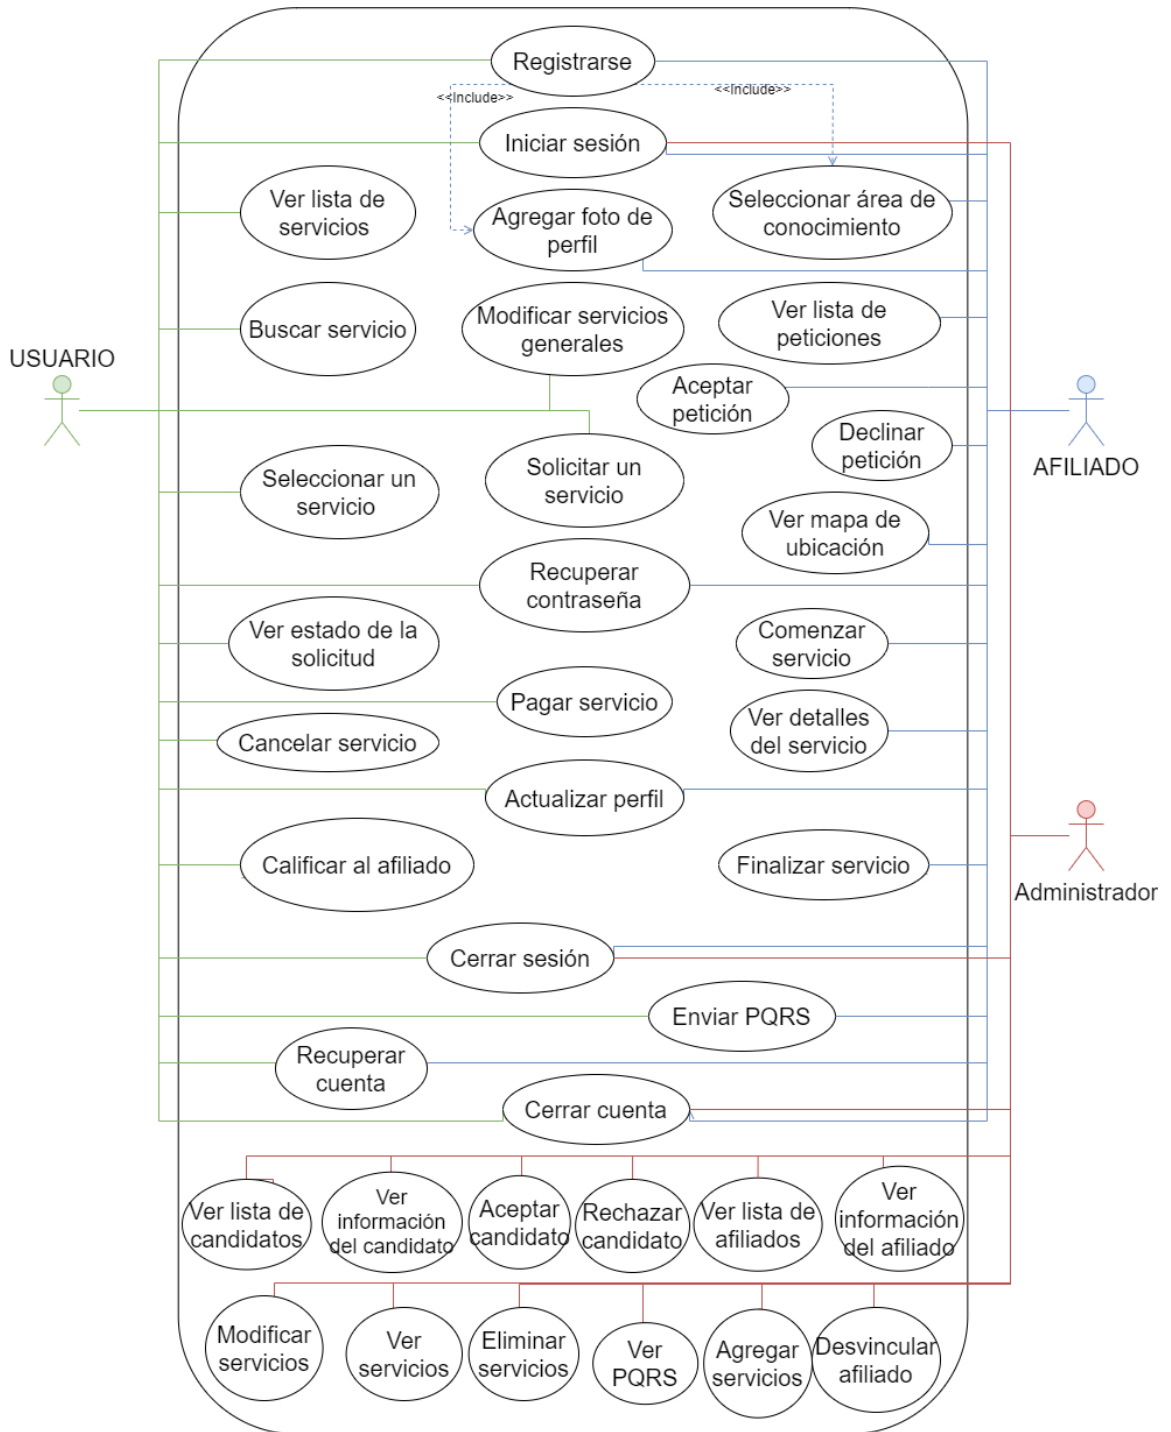 Registrarse
<<Include>>
<<Include>>
Iniciar sesión
Ver lista de
servicios
Agregar foto de
perfil
Seleccionar área de
conocimiento
Buscar servicio
Modificar servicios
generales
Ver lista de
peticiones
USUARIO
Aceptar
petición
Declinar
petición
AFILIADO
Seleccionar un
servicio
Solicitar un
servicio
Ver mapa de
ubicación
Recuperar
contraseña
Ver estado de la
solicitud
Comenzar
servicio
Pagar servicio
Ver detalles
del servicio
Cancelar servicio
Actualizar perfil
Calificar al afiliado
Finalizar servicio
Administrador
Cerrar sesión
Enviar PQRS
Recuperar
cuenta
Cerrar cuenta
Ver lista de
candidatos
Ver
información
del candidato
Aceptar
candidato
Rechazar
candidato
Ver lista de
afiliados
Ver
información
del afiliado
Modificar
servicios
Ver
servicios
Eliminar
servicios
Ver
PQRS
Agregar
servicios
Desvincular
afiliado